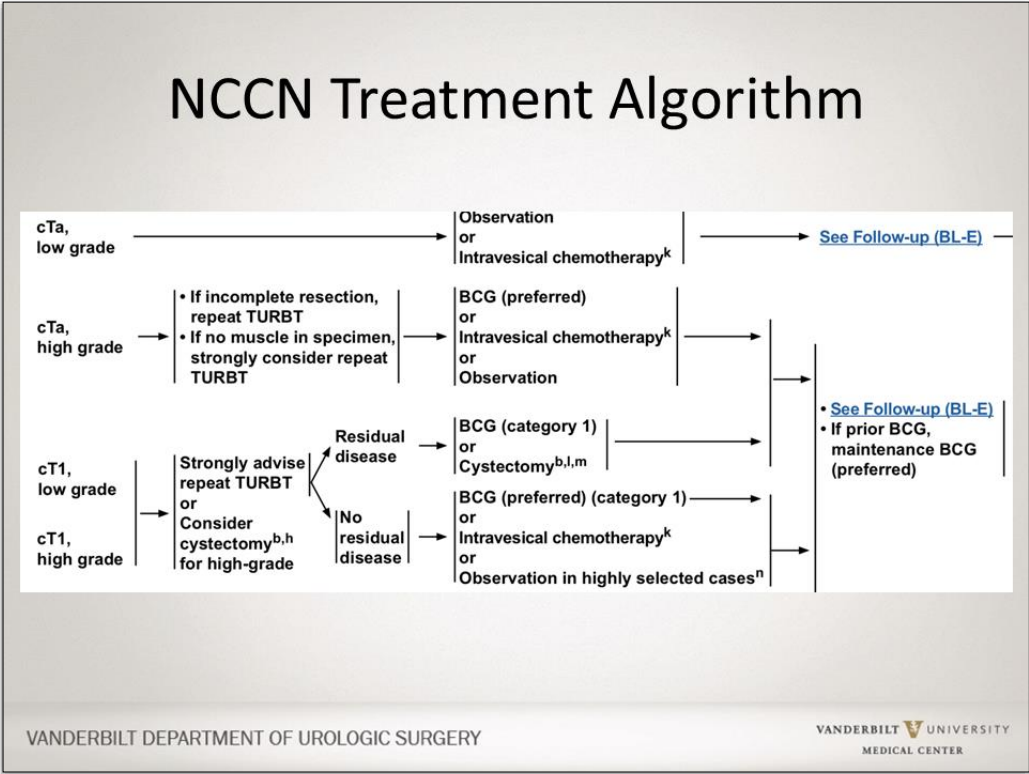 NCCN Treatment Algorithm
cTa,
low grade
Observation
or
Intravesical chemotherapyk
See Follow-up (BL-E)
cTa,
high grade
• If incomplete resection,
repeat TURBT
• If no muscle in specimen,
strongly consider repeat
TURBT
BCG (preferred)
or
Intravesical chemotherapyk
or
Observation
cT1,
low grade
cT1,
high grade
Strongly advise
repeat TURBT
or
Consider
cystectomyb,h
for high-grade
Residual
disease
BCG (category 1)
or
Cystectomyb,l,m
No
residual
disease
BCG (preferred) (category 1)
or
Intravesical chemotherapyk
or
Observation in highly selected casesn
• See Follow-up (BL-E)
• If prior BCG,
maintenance BCG
(preferred)
VANDERBILT DEPARTMENT OF UROLOGIC SURGERY
VANDERBILT UNIVERSITY
MEDICAL CENTER